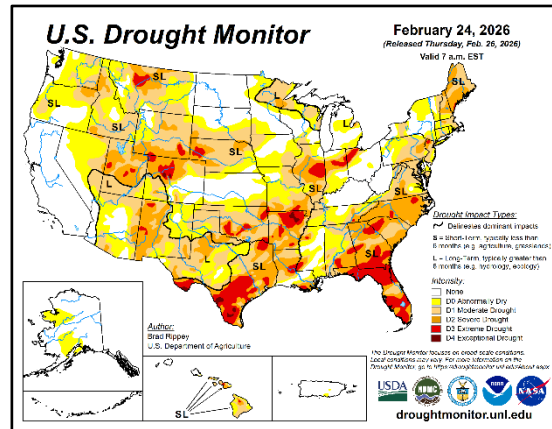 U.S. Drought Monitor
February 24, 2026
(Released Thursday, Feb. 26, 2026)
Valid 7 a.m. EST
SL
SL
SL
SL
L
L
L
SL
SL
SL
SL
SL
L
SL
SL
Drought Impact Types:
Delineates dominant impacts
S = Short-Term, typically less than
6 months (e.g. agriculture, grasslands)
L = Long-Term, typically greater than
6 months (e.g. hydrology, ecology)
Intensity:
None
D0 Abnormally Dry
D1 Moderate Drought
D2 Severe Drought
D3 Extreme Drought
D4 Exceptional Drought
Author:
Brad Rippey
U.S. Department of Agriculture
The Drought Monitor focuses on broad-scale conditions.
Local conditions may vary. For more information on the
Drought Monitor, go to https://droughtmonitor.unl.edu/About.aspx
USDA
NOAA
NASA
droughtmonitor.unl.edu